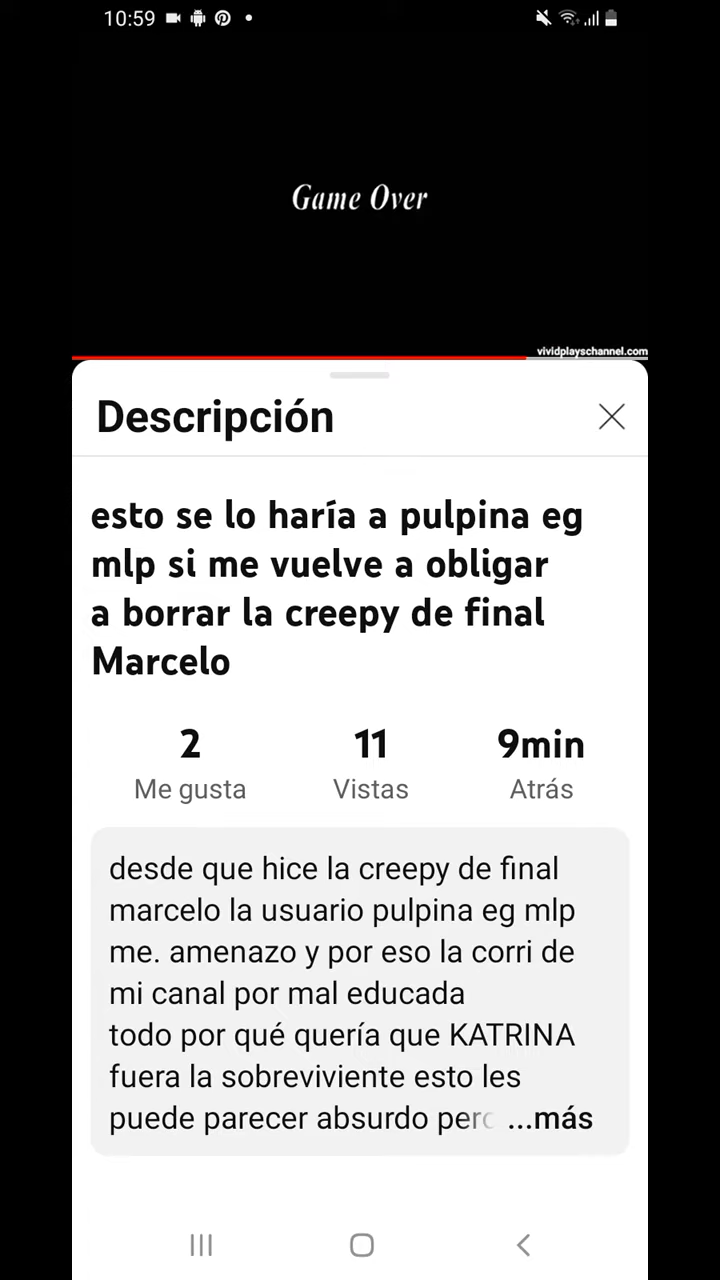 10:59
Game Over
vividplayschannel.com
Descripción
esto se lo haría a pulpina eg
mlp si me vuelve a obligar
a borrar la creepy de final
Marcelo
2 11 9min
Me gusta Vistas Atrás
desde que hice la creepy de final
marcelo la usuario pulpina eg mlp
me. amenazo y por eso la corri de
mi canal por mal educada
todo por qué quería que KATRINA
fuera la sobreviviente esto les
puede parecer absurdo pero ...más